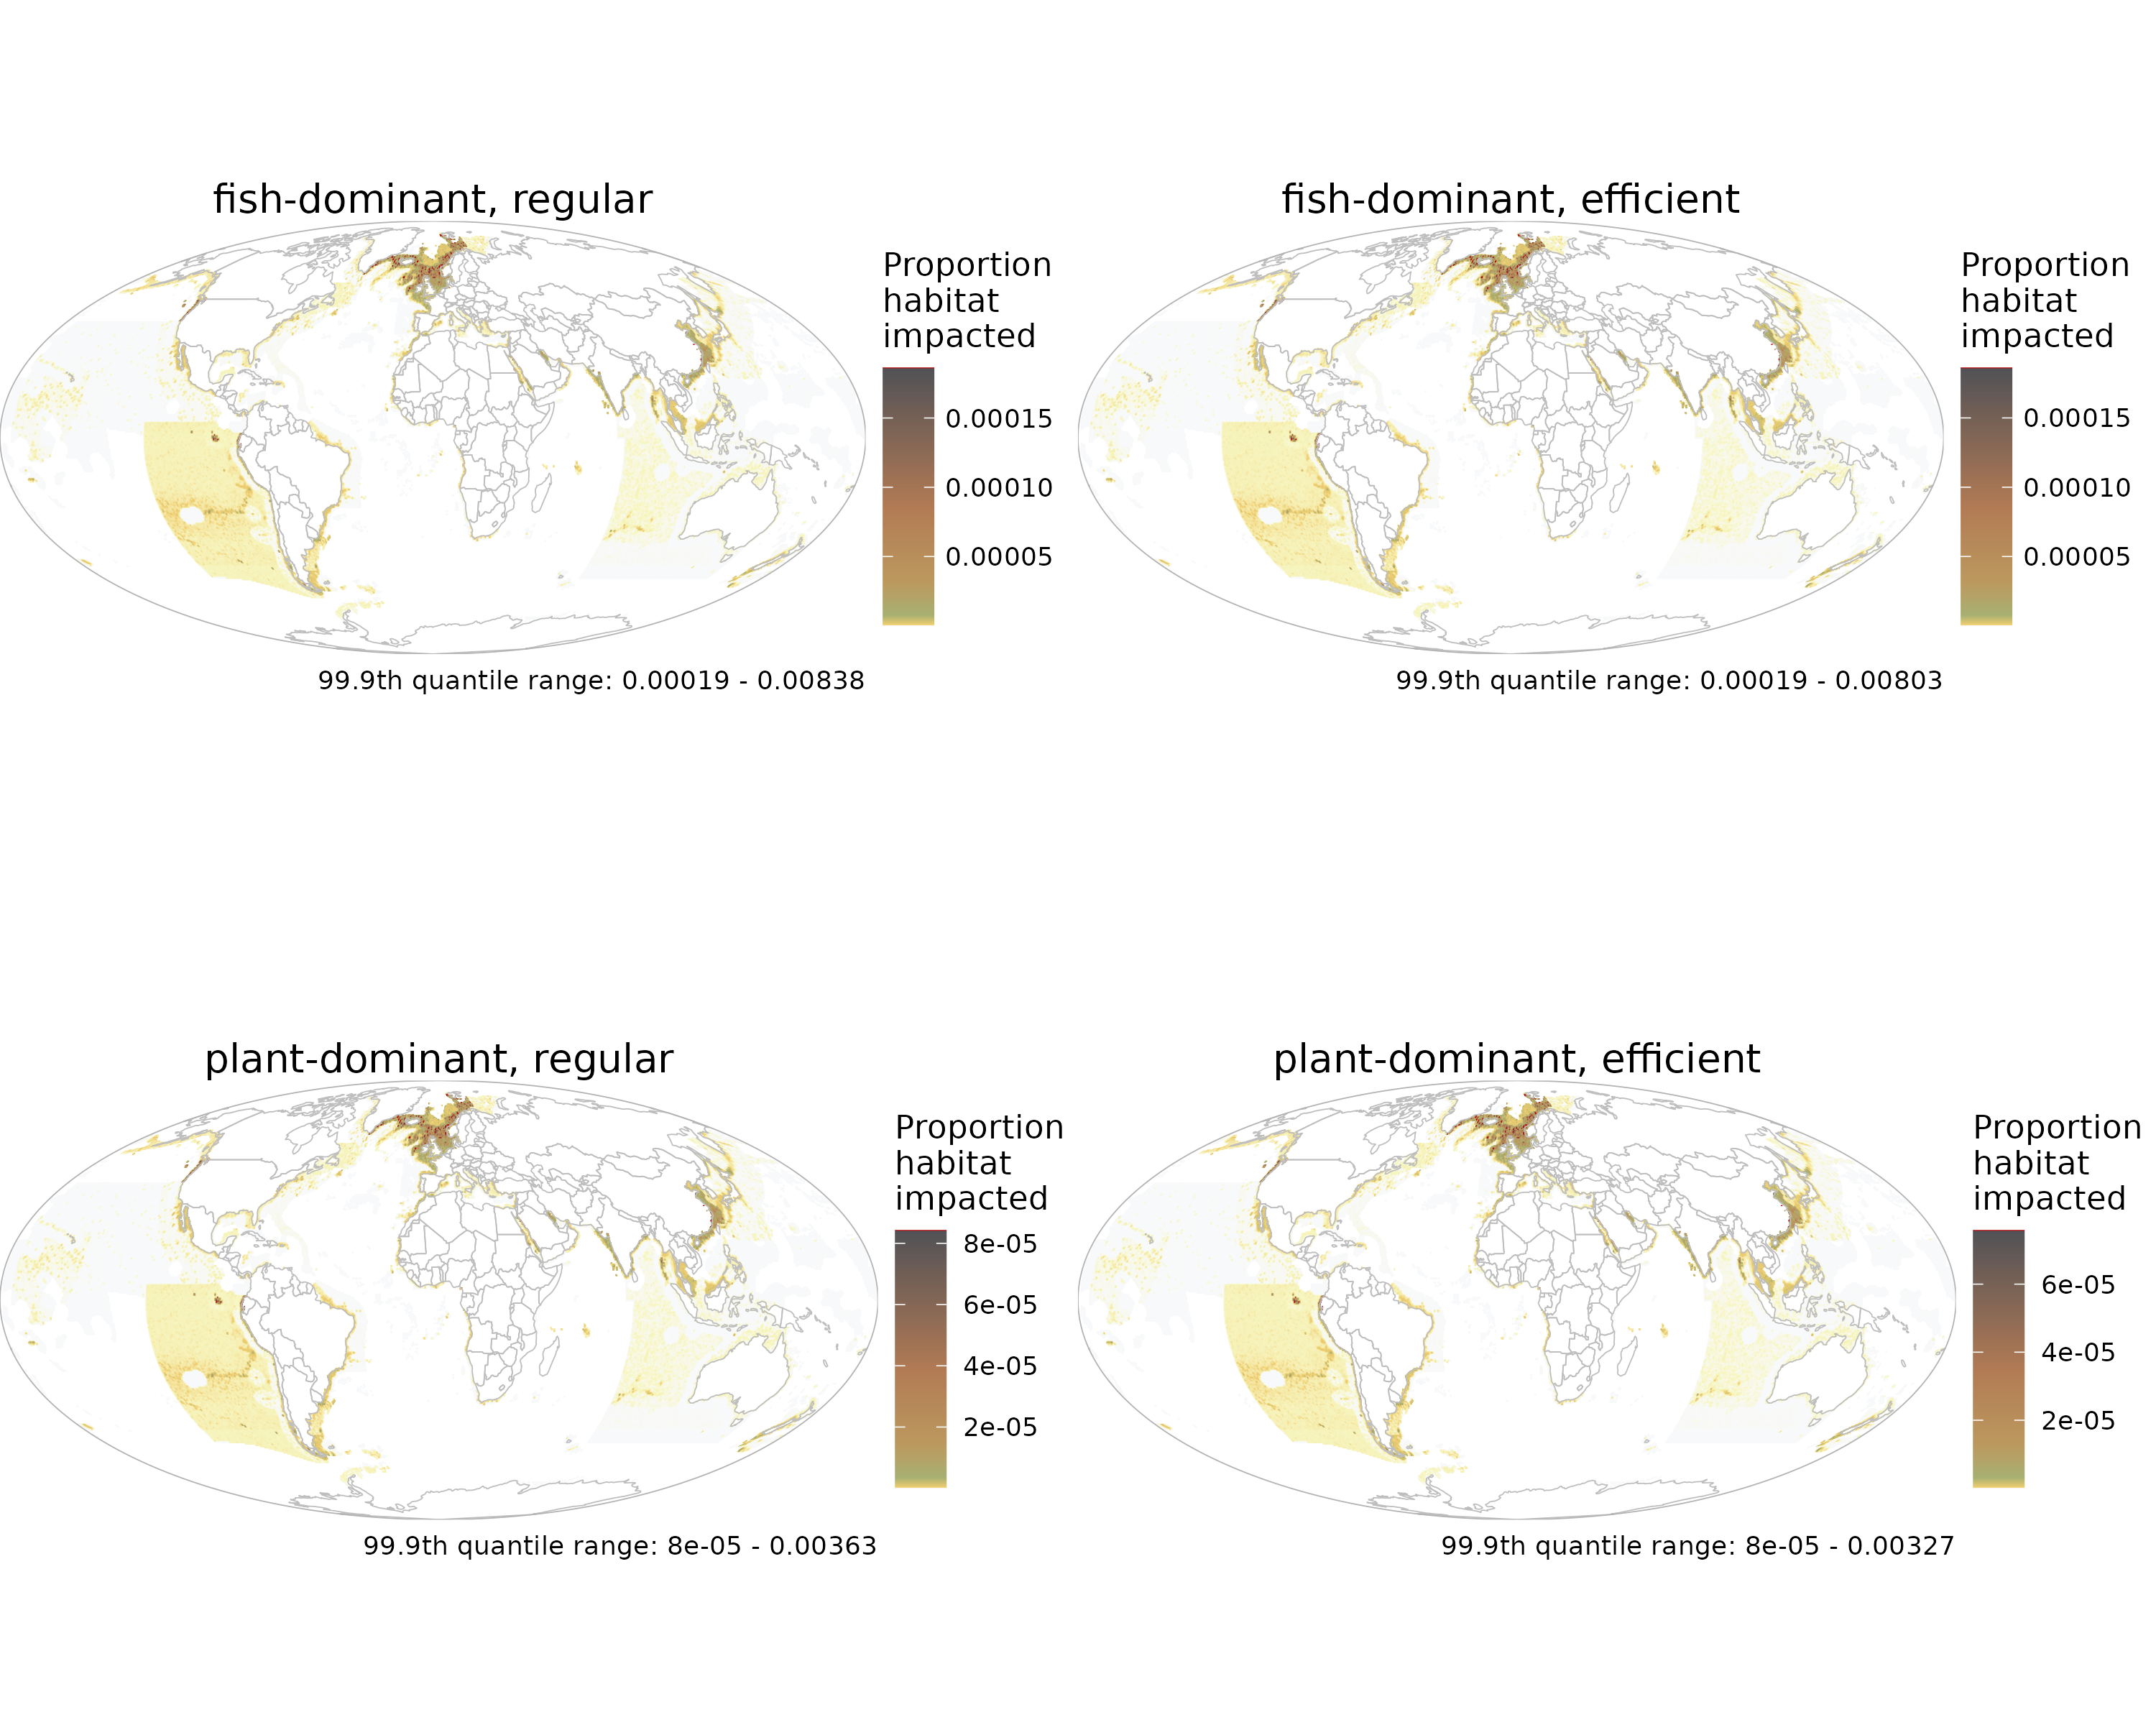 fish-dominant, regular
Proportion
habitat
impacted
0.00015
0.00010
0.00005
99.9th quantile range: 0.00019 - 0.00838
fish-dominant, efficient
Proportion
habitat
impacted
0.00015
0.00010
0.00005
99.9th quantile range: 0.00019 - 0.00803
plant-dominant, regular
Proportion
habitat
impacted
8e-05
6e-05
4e-05
2e-05
99.9th quantile range: 8e-05 - 0.00363
plant-dominant, efficient
Proportion
habitat
impacted
6e-05
4e-05
2e-05
99.9th quantile range: 8e-05 - 0.00327